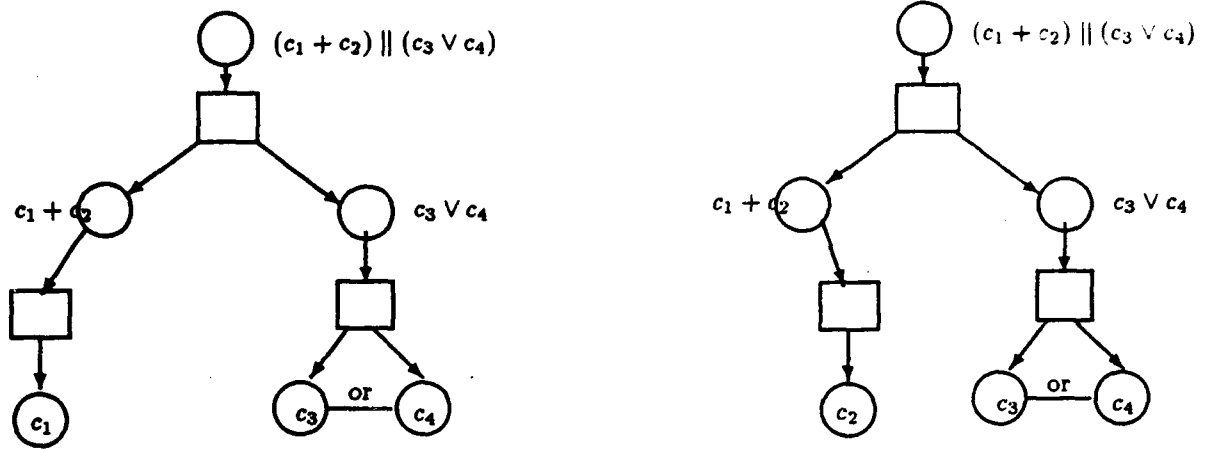 (c₁ + c₂) ∥ (c₃ ∨ c₄)
c₁ + c₂
c₃ ∨ c₄
c₁
c₃
or
c₄
(c₁ + c₂) ∥ (c₃ ∨ c₄)
c₁ + c₂
c₃ ∨ c₄
c₂
c₃
or
c₄